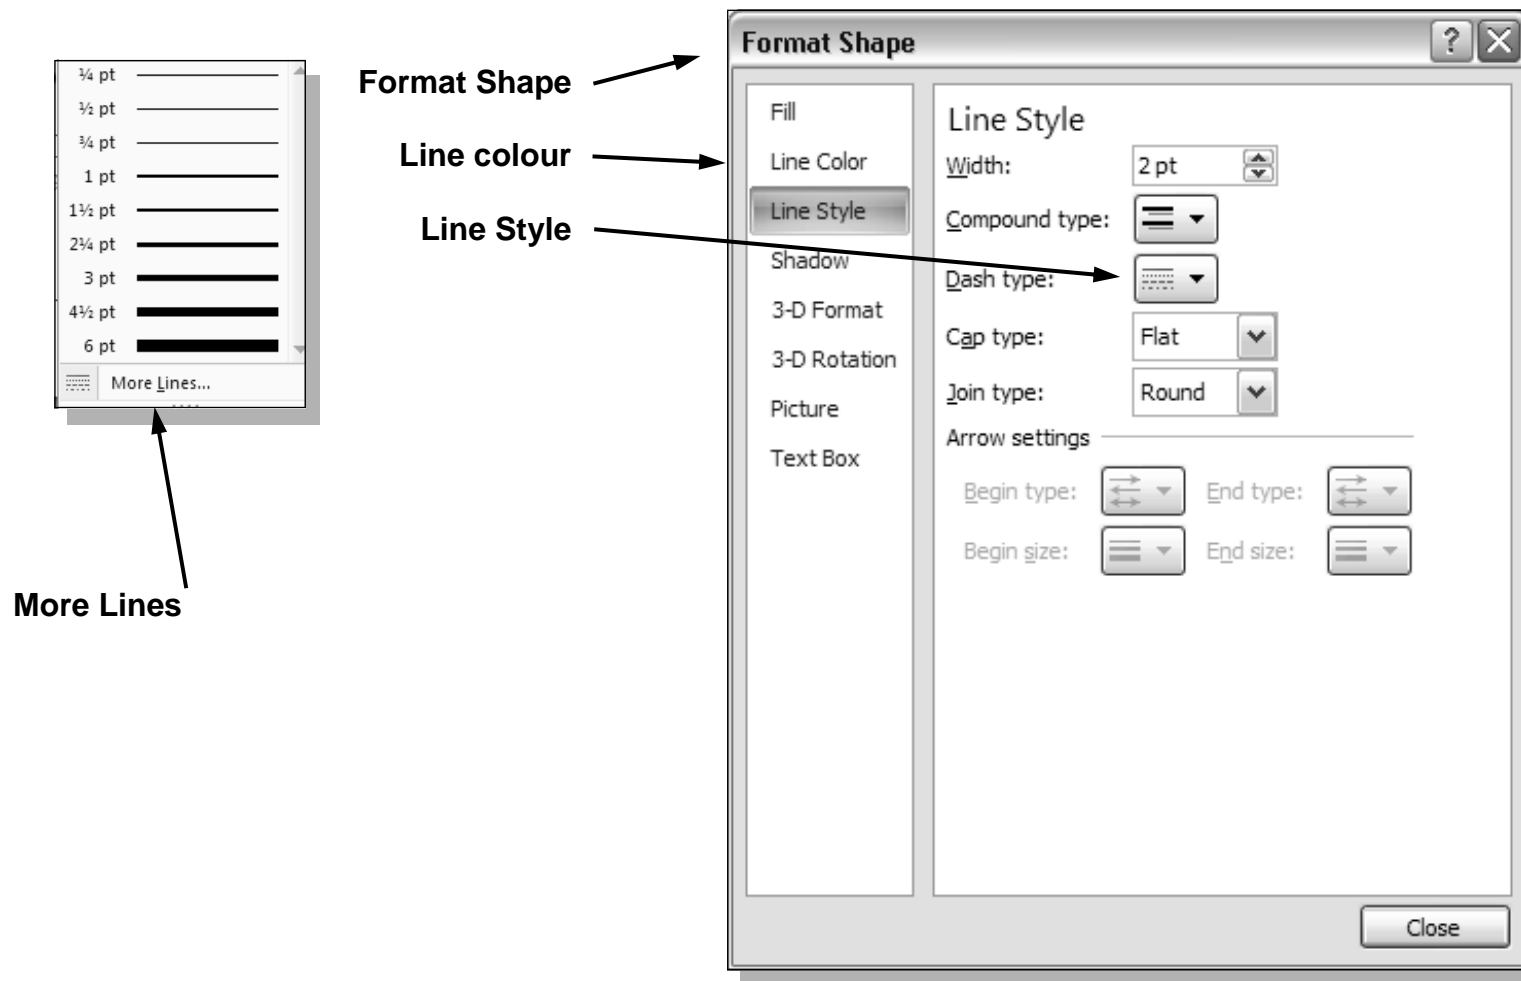 ¼ pt
½ pt
¾ pt
1 pt
1½ pt
2¼ pt
3 pt
4½ pt
6 pt
More Lines...
More Lines
Format Shape
Line colour
Line Style
Format Shape
Fill
Line Color
Line Style
Shadow
3-D Format
3-D Rotation
Picture
Text Box
Line Style
Width: 2 pt
Compound type:
Dash type:
Cap type: Flat
Join type: Round
Arrow settings
Begin type: End type:
Begin size: End size:
Close